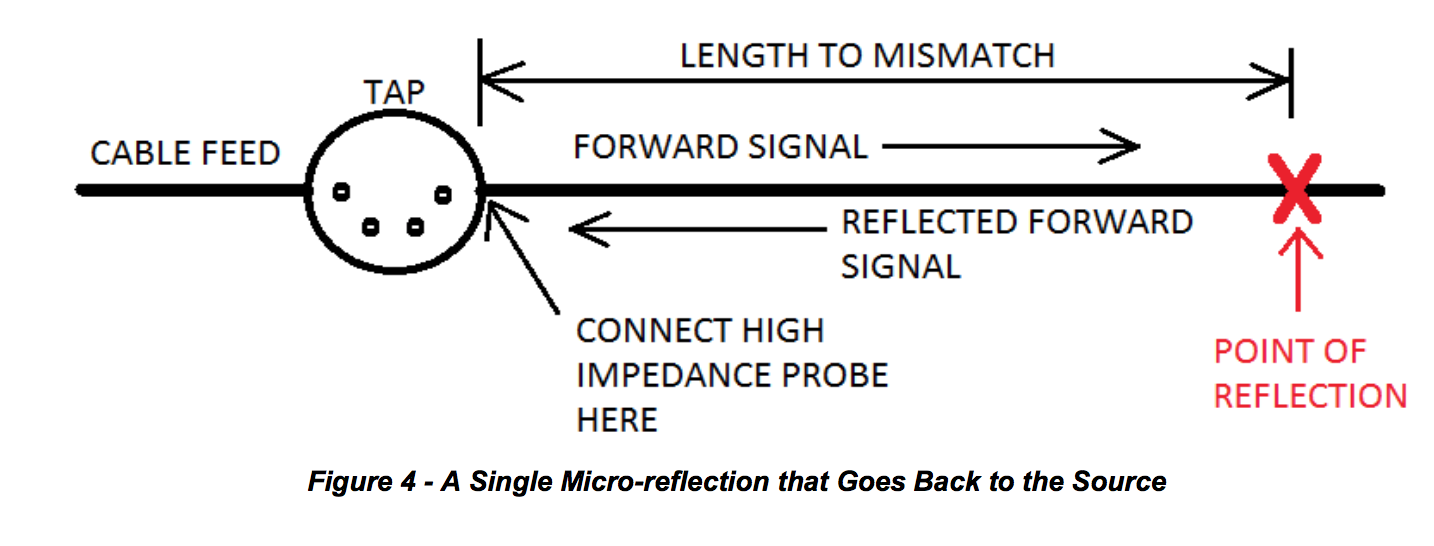 LENGTH TO MISMATCH
TAP
CABLE FEED
FORWARD SIGNAL
REFLECTED FORWARD
SIGNAL
CONNECT HIGH
IMPEDANCE PROBE
HERE
POINT OF
REFLECTION
Figure 4 - A Single Micro-reflection that Goes Back to the Source